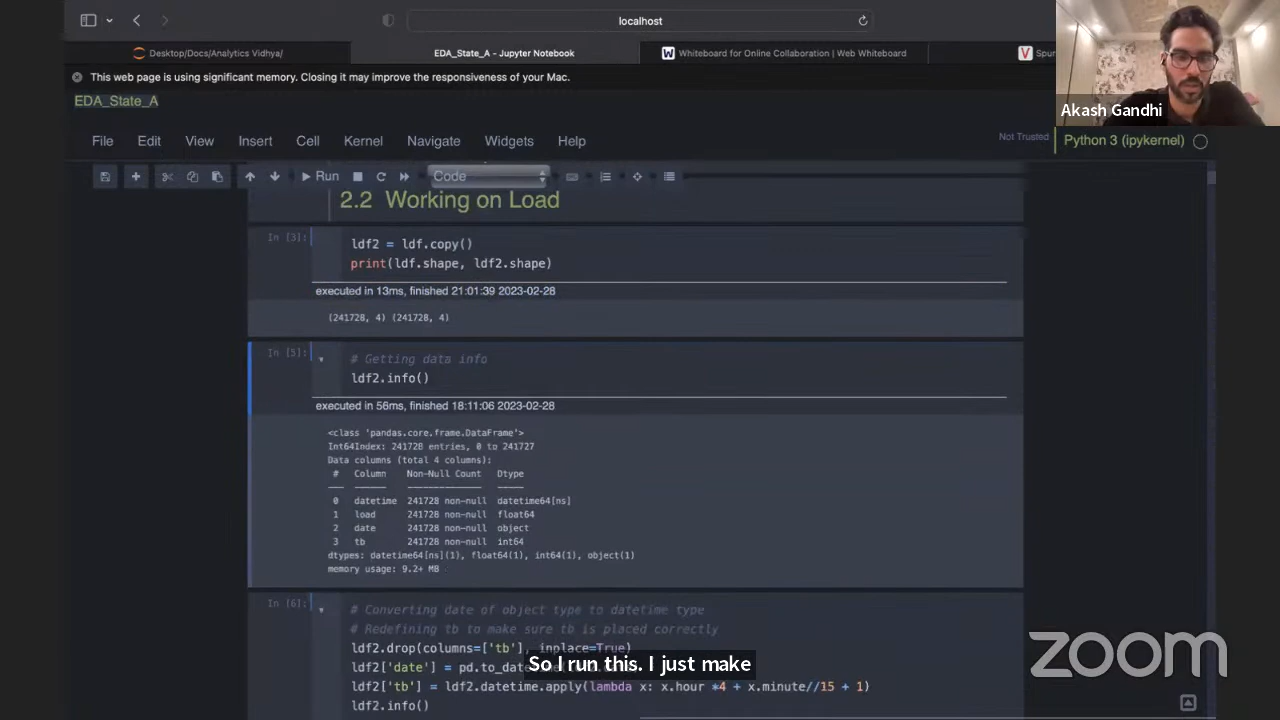 localhost
Desktop/Docs/Analytics Vidhya/
EDA_State_A - Jupyter Notebook
Whiteboard for Online Collaboration | Web Whiteboard
Spur
This web page is using significant memory. Closing it may improve the responsiveness of your Mac.
EDA_State_A
Akash Gandhi
File Edit View Insert Cell Kernel Navigate Widgets Help
Not Trusted
Python 3 (ipykernel)
Run
Code
2.2 Working on Load
In [3]:
ldf2 = ldf.copy()
print(ldf.shape, ldf2.shape)
executed in 13ms, finished 21:01:39 2023-02-28
(241728, 4) (241728, 4)
In [5]:
# Getting data info
ldf2.info()
executed in 56ms, finished 18:11:06 2023-02-28
<class 'pandas.core.frame.DataFrame'>
Int64Index: 241728 entries, 0 to 241727
Data columns (total 4 columns):
# Column Non-Null Count Dtype
0 datetime 241728 non-null datetime64[ns]
1 load 241728 non-null float64
2 date 241728 non-null object
3 tb 241728 non-null int64
dtypes: datetime64[ns](1), float64(1), int64(1), object(1)
memory usage: 9.2+ MB
In [6]:
# Converting date of object type to datetime type
# Redefining tb to make sure tb is placed correctly
ldf2.drop(columns=['tb'], inplace=True)
ldf2['date'] = pd.to_date
So I run this. I just make
ldf2['tb'] = ldf2.datetime.apply(lambda x: x.hour *4 + x.minute//15 + 1)
ldf2.info()
zoom